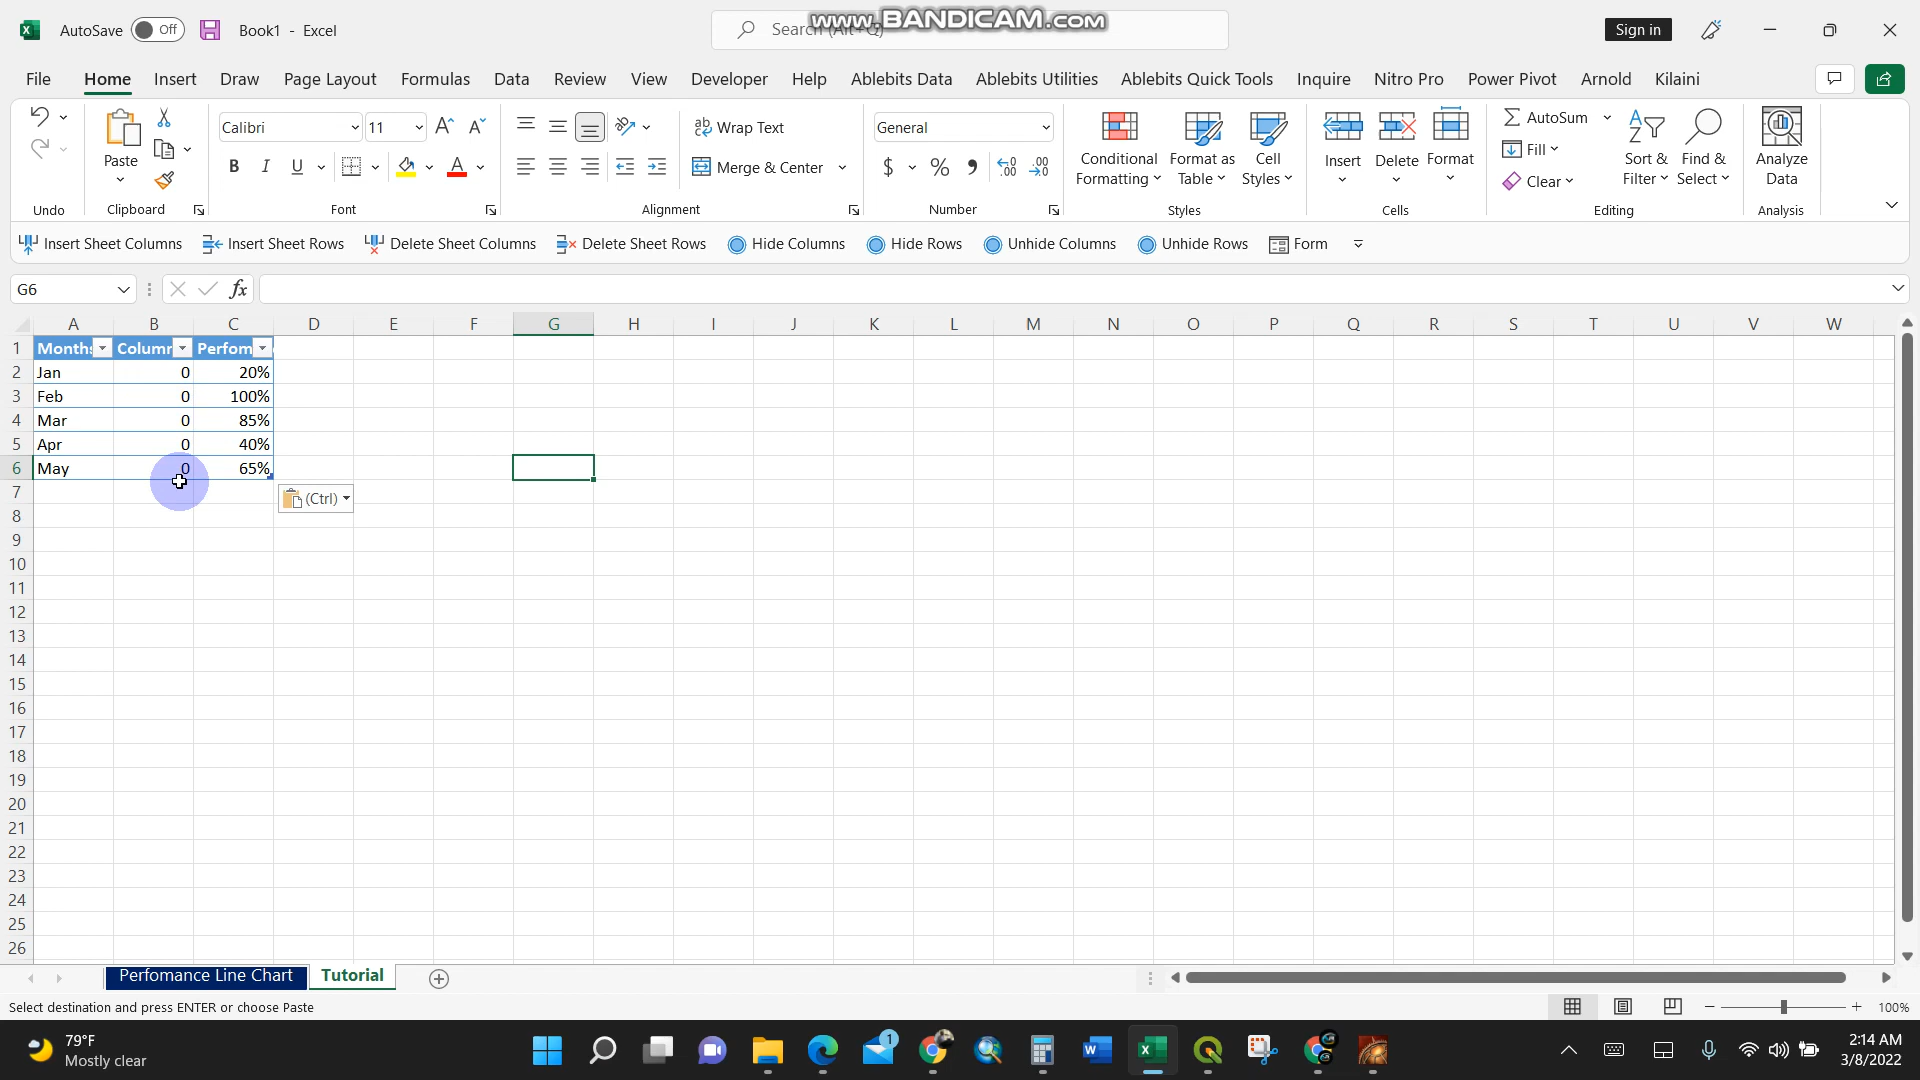 AutoSave Off Book1 - Excel Search (Alt+Q) www.BANDICAM.com Sign in
File Home Insert Draw Page Layout Formulas Data Review View Developer Help Ablebits Data Ablebits Utilities Ablebits Quick Tools Inquire Nitro Pro Power Pivot Arnold Kilaini
Calibri 11 Wrap Text General AutoSum
Paste Conditional Format as Cell Insert Delete Format Fill Sort & Find & Analyze
B I U Merge & Center $ % Formatting Table Styles Clear Filter Select Data
Undo Clipboard Font Alignment Number Styles Cells Editing Analysis
Insert Sheet Columns Insert Sheet Rows Delete Sheet Columns Delete Sheet Rows Hide Columns Hide Rows Unhide Columns Unhide Rows Form
G6 fx
A B C D E F G H I J K L M N O P Q R S T U V W
1 Months Column Perfom
2 Jan 0 20%
3 Feb 0 100%
4 Mar 0 85%
5 Apr 0 40%
6 May 0 65%
7 (Ctrl)
8
9
10
11
12
13
14
15
16
17
18
19
20
21
22
23
24
25
26
Perfomance Line Chart Tutorial
Select destination and press ENTER or choose Paste 100%
79°F 1 2:14 AM
Mostly clear 3/8/2022